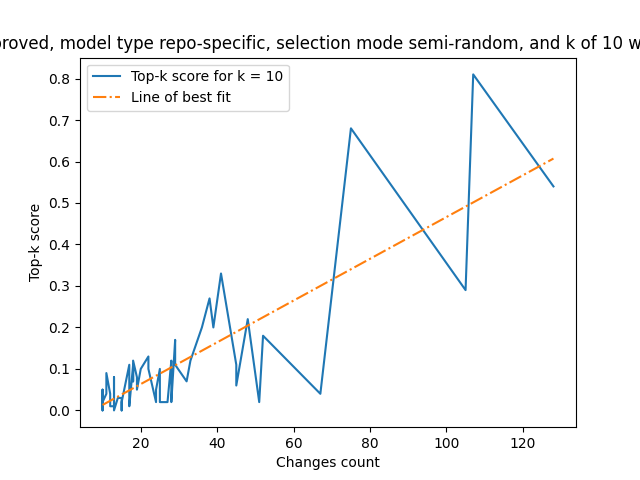 roved, model type repo-specific, selection mode semi-random, and k of 10 w
Top-k score for k = 10
Line of best fit
0.8
0.7
0.6
0.5
0.4
0.3
0.2
0.1
0.0
Top-k score
20 40 60 80 100 120
Changes count